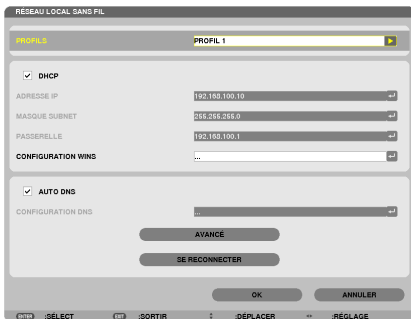 RÉSEAU LOCAL SANS FIL
PROFILS PROFIL 1
DHCP
ADRESSE IP 192.168.100.10
MASQUE SUBNET 255.255.255.0
PASSERELLE 192.168.100.1
CONFIGURATION WINS ...
AUTO DNS
CONFIGURATION DNS ...
AVANCÉ
SE RECONNECTER
OK ANNULER
ENTER :SÉLECT EXIT :SORTIR :DÉPLACER :RÉGLAGE